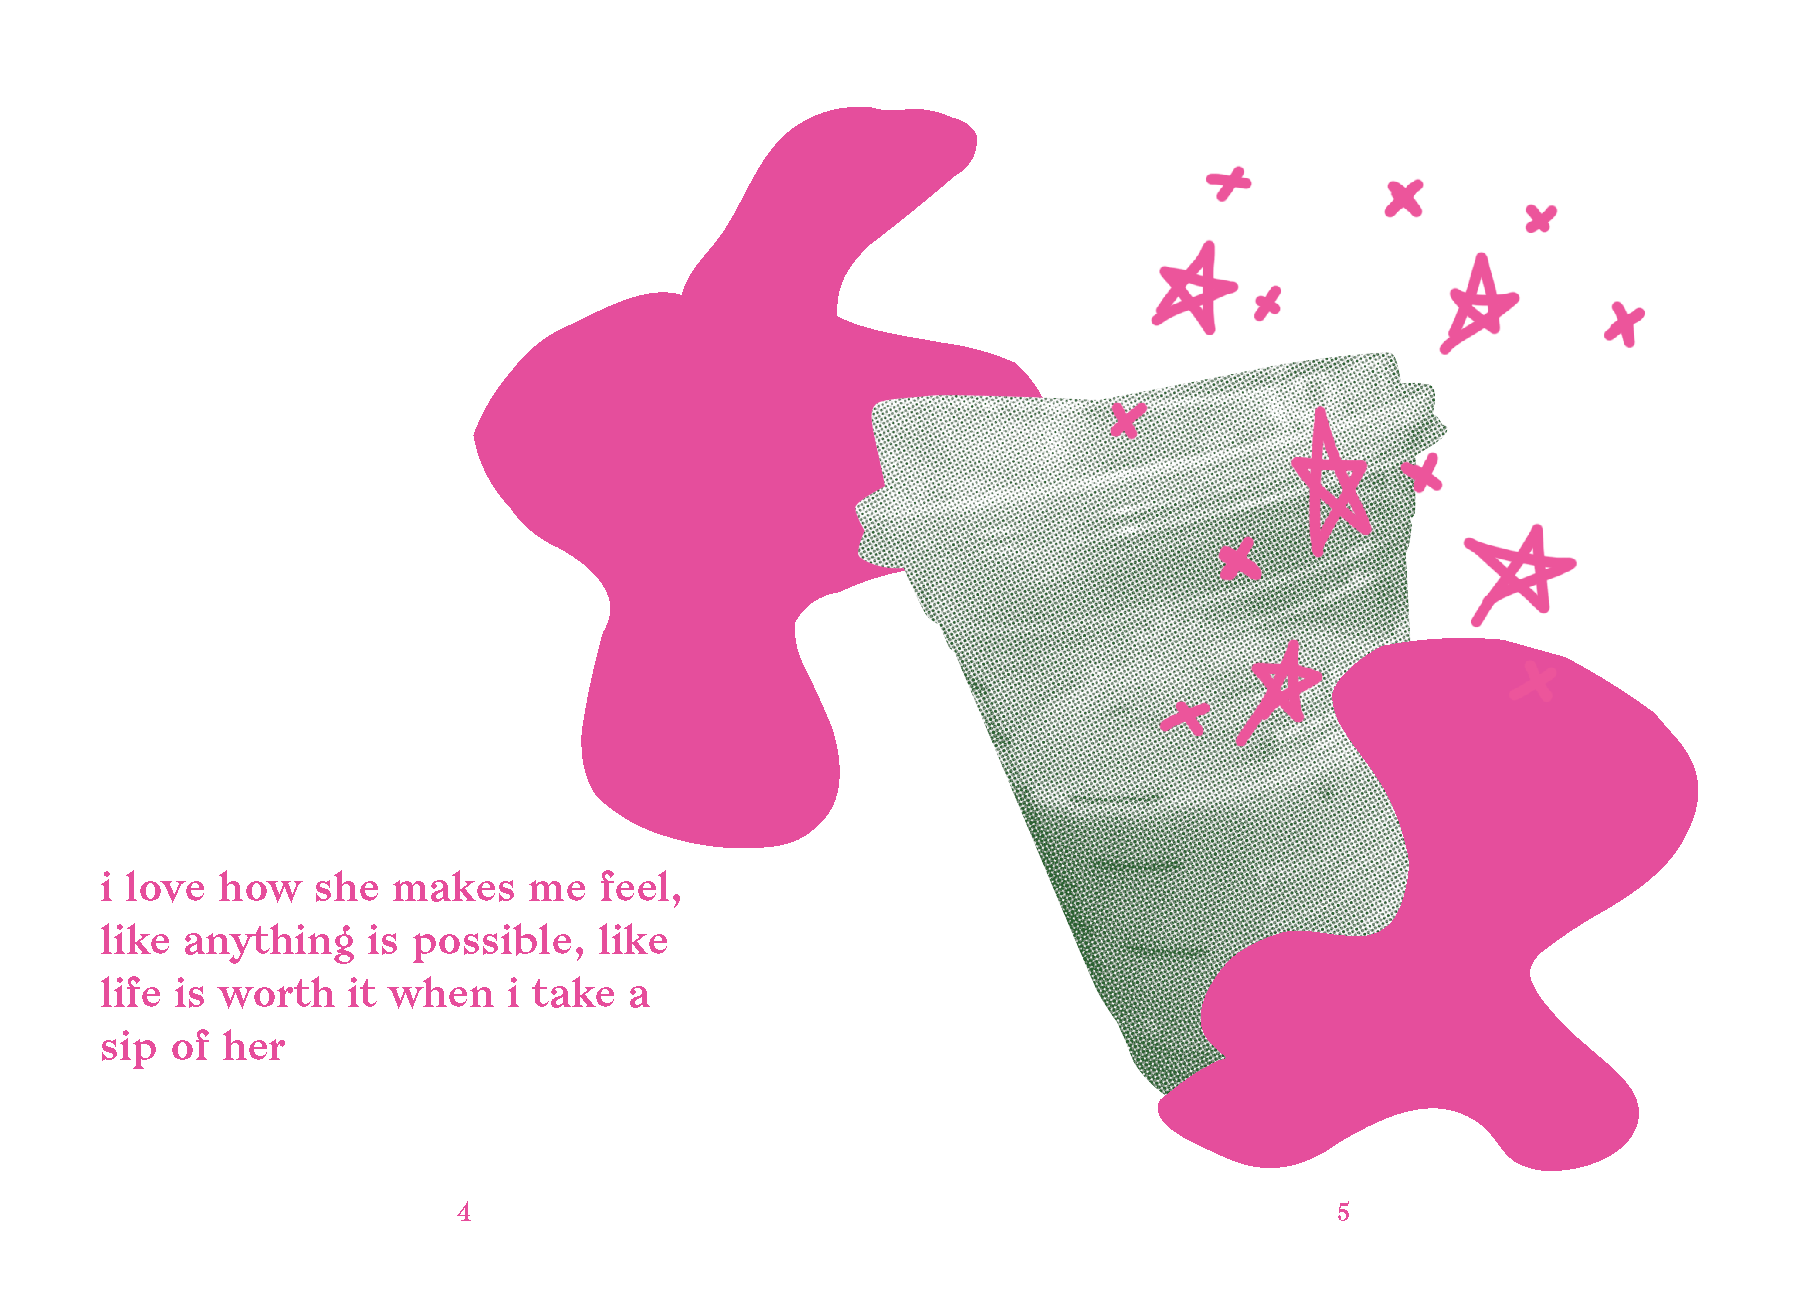 i love how she makes me feel,
like anything is possible, like
life is worth it when i take a
sip of her
4
5